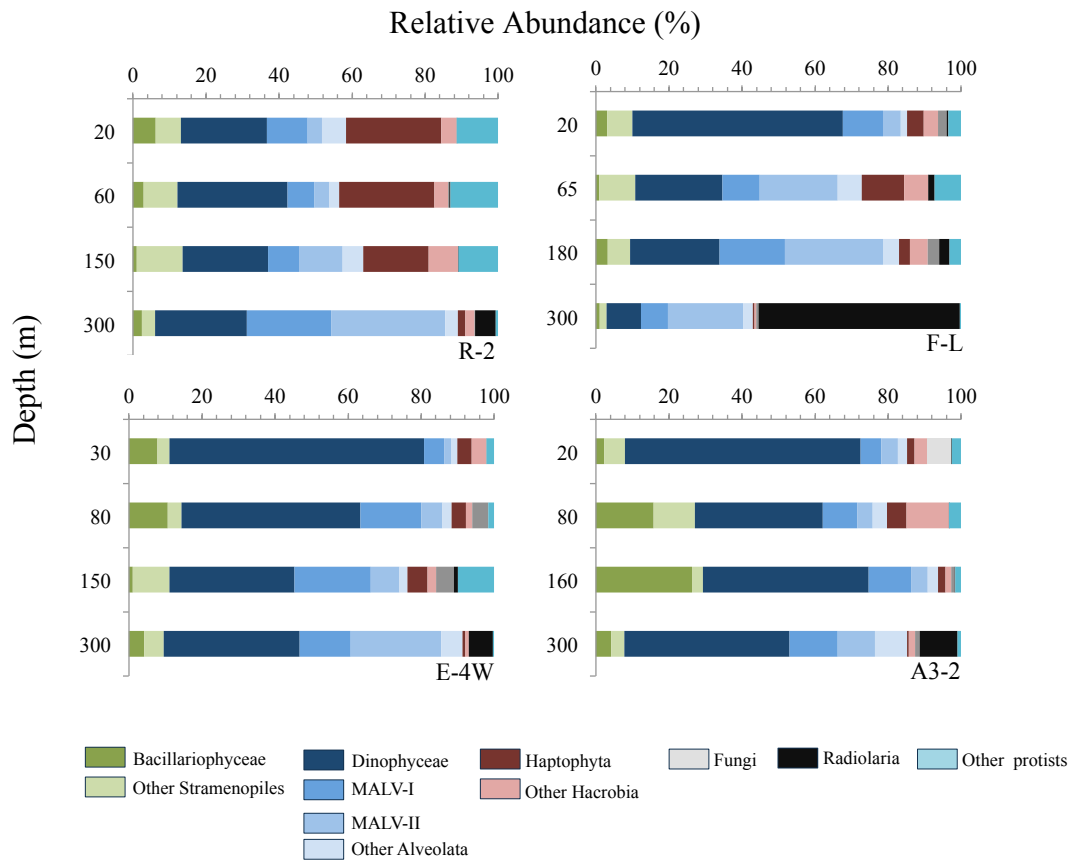 Relative Abundance (%)
0 20 40 60 80 100
0 20 40 60 80 100
Depth (m)
20
60
150
300
R-2
20
65
180
300
F-L
0 20 40 60 80 100
0 20 40 60 80 100
30
80
150
300
E-4W
20
80
160
300
A3-2
Bacillariophyceae
Other Stramenopiles
Dinophyceae
MALV-I
MALV-II
Other Alveolata
Haptophyta
Other Hacrobia
Fungi
Radiolaria
Other protists